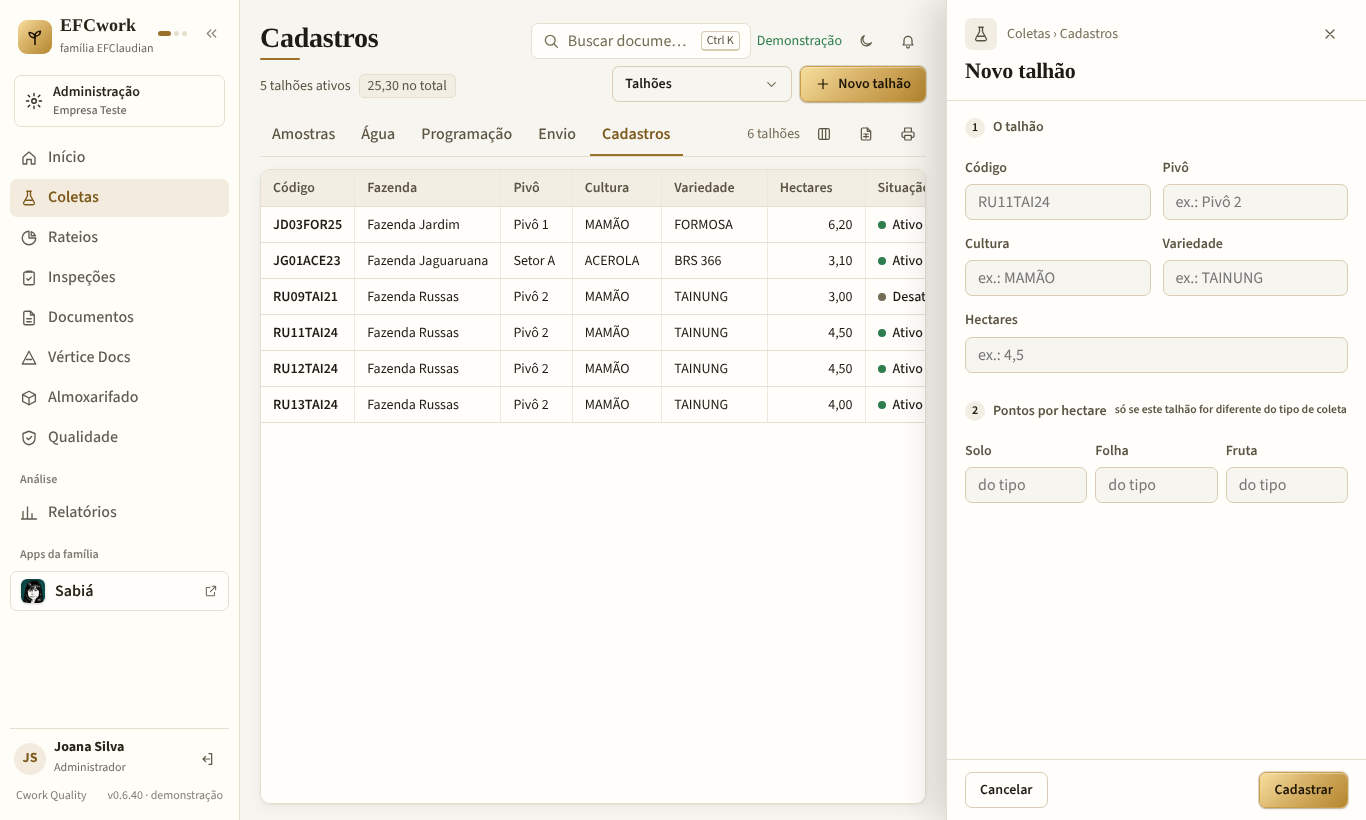 EFCwork
família EFClaudian
Administração
Empresa Teste
Início
Coletas
Rateios
Inspeções
Documentos
Vértice Docs
Almoxarifado
Qualidade
Análise
Relatórios
Apps da família
Sabiá
JS
Joana Silva
Administrador
Cwork Quality v0.6.40 · demonstração
Cadastros
Buscar docume… Ctrl K Demonstração
5 talhões ativos 25,30 no total Talhões Novo talhão
Amostras Água Programação Envio Cadastros 6 talhões
Código Fazenda Pivô Cultura Variedade Hectares
JD03FOR25 Fazenda Jardim Pivô 1 MAMÃO FORMOSA 6,20 Ativo
JG01ACE23 Fazenda Jaguaruana Setor A ACEROLA BRS 366 3,10 Ativo
RU09TAI21 Fazenda Russas Pivô 2 MAMÃO TAINUNG 3,00 Desat
RU11TAI24 Fazenda Russas Pivô 2 MAMÃO TAINUNG 4,50 Ativo
RU12TAI24 Fazenda Russas Pivô 2 MAMÃO TAINUNG 4,50 Ativo
RU13TAI24 Fazenda Russas Pivô 2 MAMÃO TAINUNG 4,00 Ativo
Coletas › Cadastros
Novo talhão
1 O talhão
Código Pivô
RU11TAI24 ex.: Pivô 2
Cultura Variedade
ex.: MAMÃO ex.: TAINUNG
Hectares
ex.: 4,5
2 Pontos por hectare só se este talhão for diferente do tipo de coleta
Solo Folha Fruta
do tipo do tipo do tipo
Cancelar Cadastrar